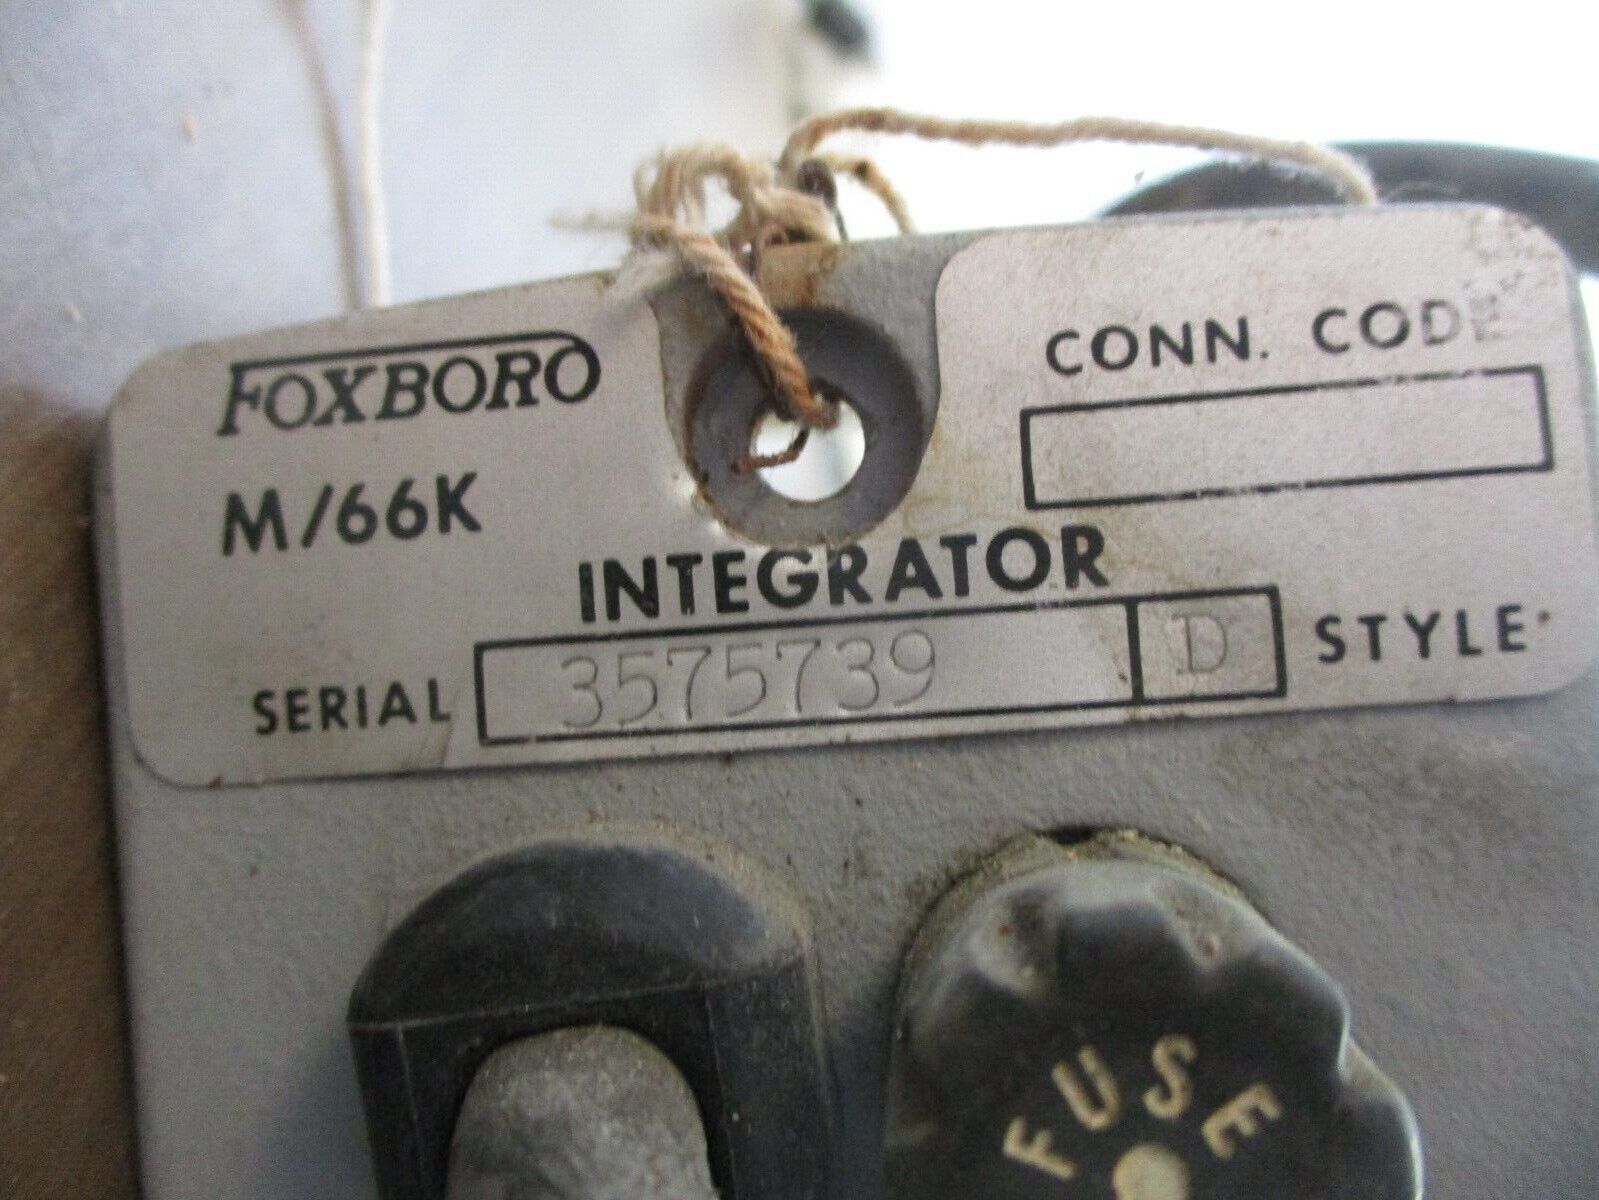 FOXBORO
CONN. CODE
M/66K
INTEGRATOR
SERIAL 3575739 D STYLE
FUSE